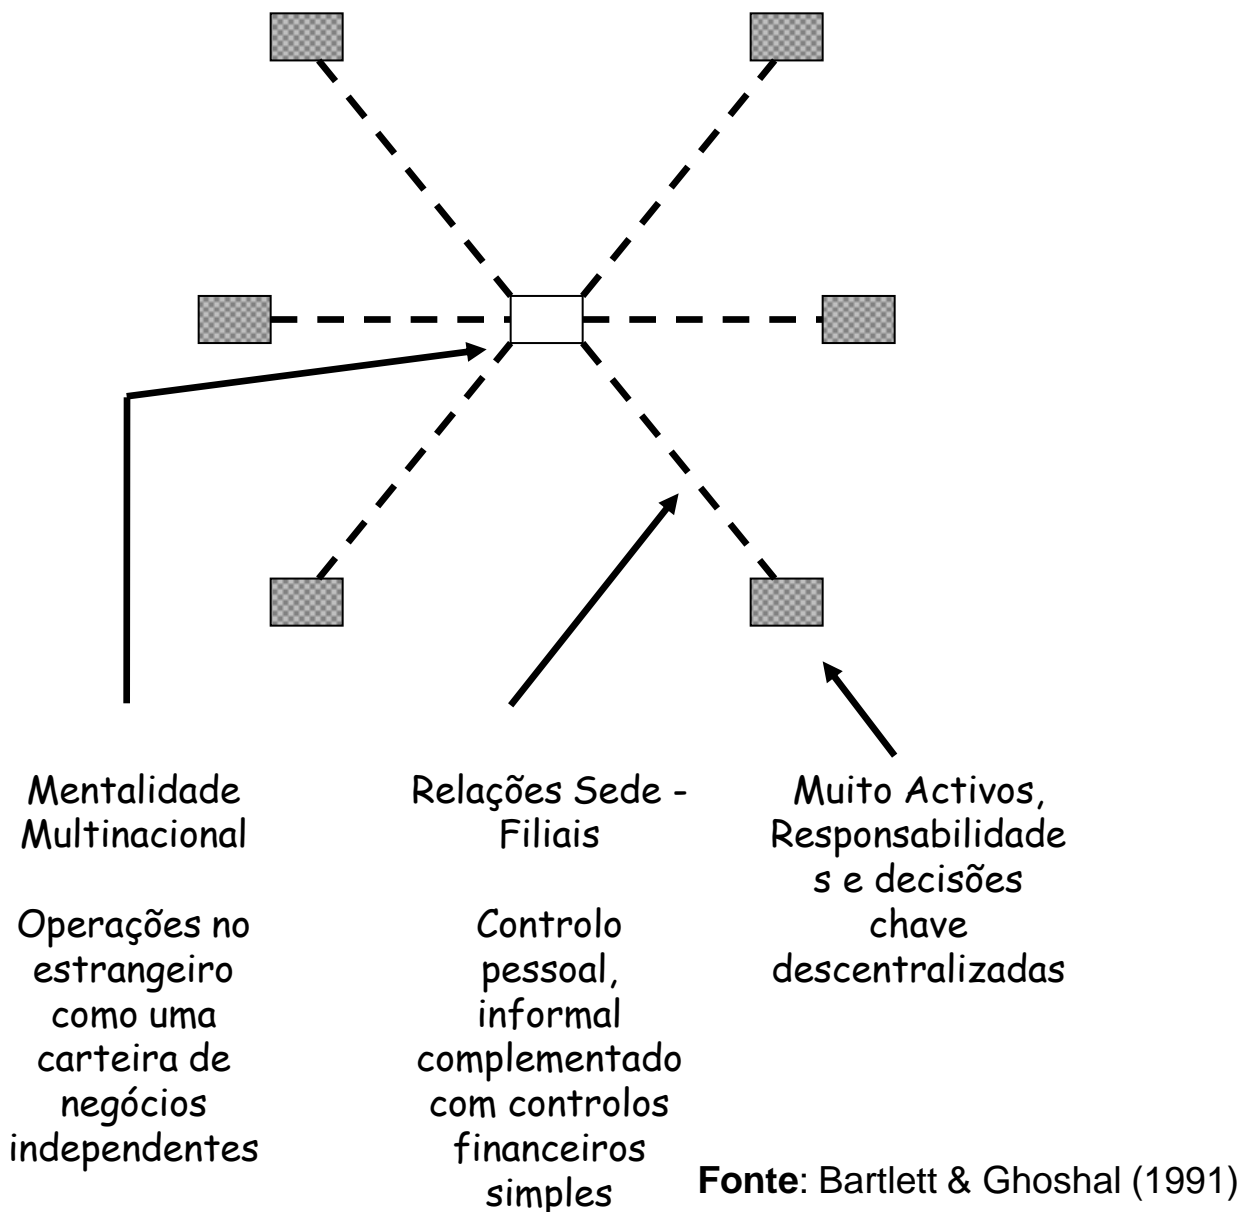 Mentalidade
Multinacional
Operações no
estrangeiro
como uma
carteira de
negócios
independentes
Relações Sede -
Filiais
Controlo
pessoal,
informal
complementado
com controlos
financeiros
simples
Muito Activos,
Responsabilidade
s e decisões
chave
descentralizadas
Fonte: Bartlett & Ghoshal (1991)